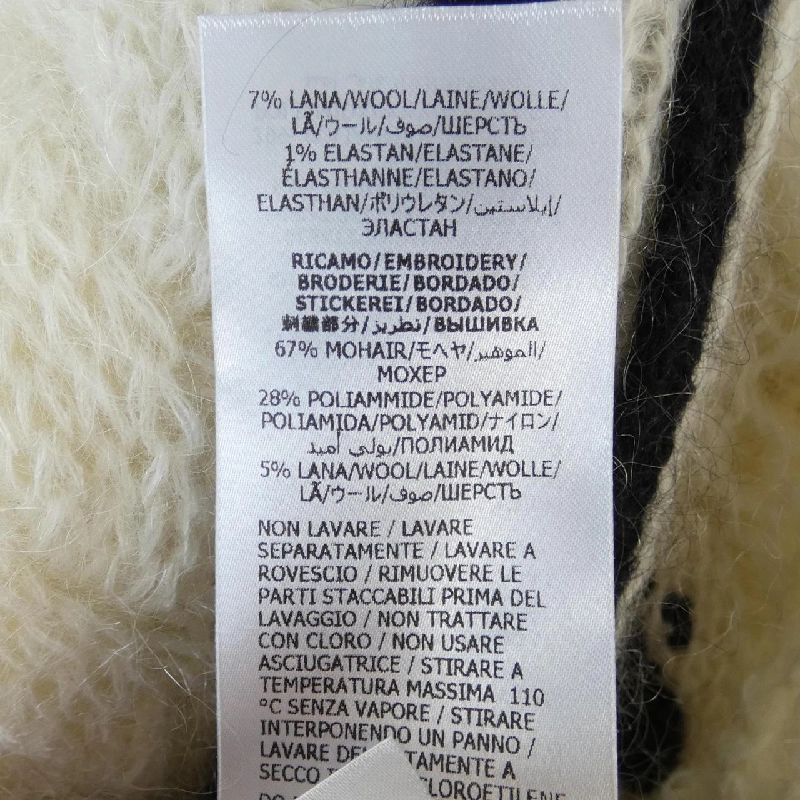 7% LANA/WOOL/LAINE/WOLLE/
LÃ/ウール/صوف/ШЕРСТЬ
1% ELASTAN/ELASTANE/
ÉLASTHANNE/ELASTANO/
ELASTHAN/ポリウレタン/إيلاستين/
ЭЛАСТАН
RICAMO/EMBROIDERY/
BRODERIE/BORDADO/
STICKEREI/BORDADO/
刺繍部分/تطريز/ВЫШИВКА
67% MOHAIR/モヘヤ/الموهير/
МОХЕР
28% POLIAMMIDE/POLYAMIDE/
POLIAMIDA/POLYAMID/ナイロン/
بولي أميد/ПОЛИАМИД
5% LANA/WOOL/LAINE/WOLLE/
LÃ/ウール/صوف/ШЕРСТЬ
NON LAVARE / LAVARE
SEPARATAMENTE / LAVARE A
ROVESCIO / RIMUOVERE LE
PARTI STACCABILI PRIMA DEL
LAVAGGIO / NON TRATTARE
CON CLORO / NON USARE
ASCIUGATRICE / STIRARE A
TEMPERATURA MASSIMA 110
°C SENZA VAPORE / STIRARE
INTERPONENDO UN PANNO /
LAVARE TAMENTE A
SECCO CLOROETILENE